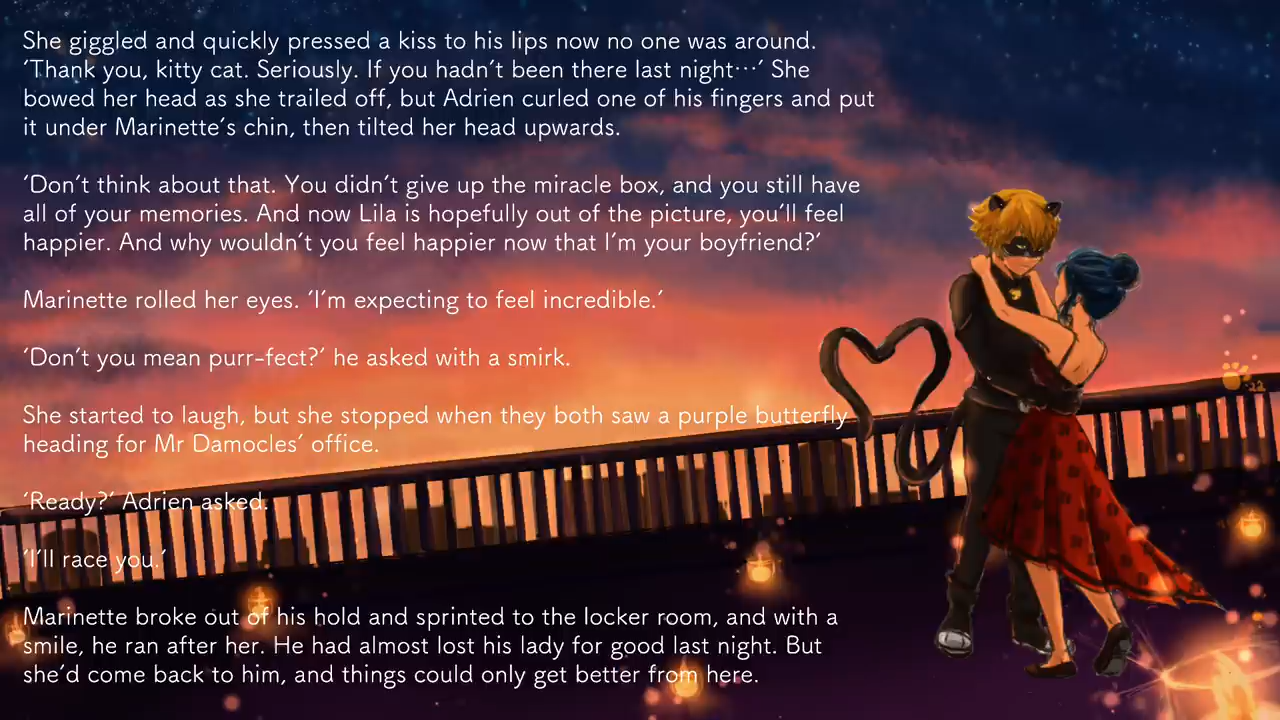 She giggled and quickly pressed a kiss to his lips now no one was around.
‘Thank you, kitty cat. Seriously. If you hadn’t been there last night…’ She
bowed her head as she trailed off, but Adrien curled one of his fingers and put
it under Marinette’s chin, then tilted her head upwards.
‘Don’t think about that. You didn’t give up the miracle box, and you still have
all of your memories. And now Lila is hopefully out of the picture, you’ll feel
happier. And why wouldn’t you feel happier now that I’m your boyfriend?’
Marinette rolled her eyes. ‘I’m expecting to feel incredible.’
‘Don’t you mean purr-fect?’ he asked with a smirk.
She started to laugh, but she stopped when they both saw a purple butterfly
heading for Mr Damocles’ office.
‘Ready?’ Adrien asked.
‘I’ll race you.’
Marinette broke out of his hold and sprinted to the locker room, and with a
smile, he ran after her. He had almost lost his lady for good last night. But
she’d come back to him, and things could only get better from here.